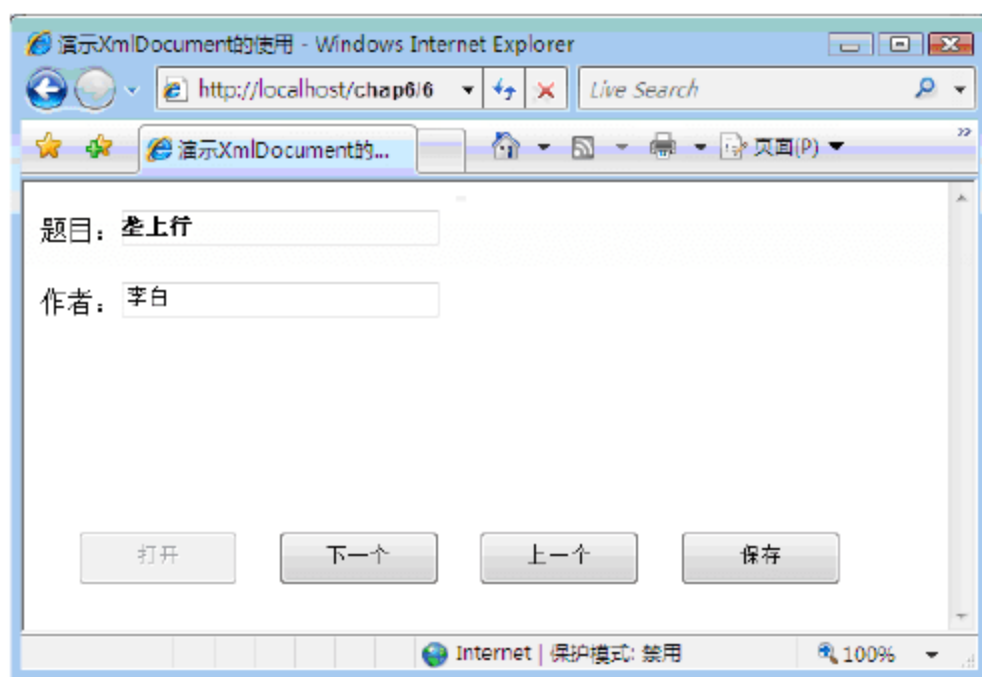 演示XmlDocument的使用 - Windows Internet Explorer
http://localhost/chap6/6
Live Search
演示XmlDocument的...
页面(P)
题目：垄上行
作者：李白
打开 下一个 上一个 保存
Internet | 保护模式: 禁用 100%